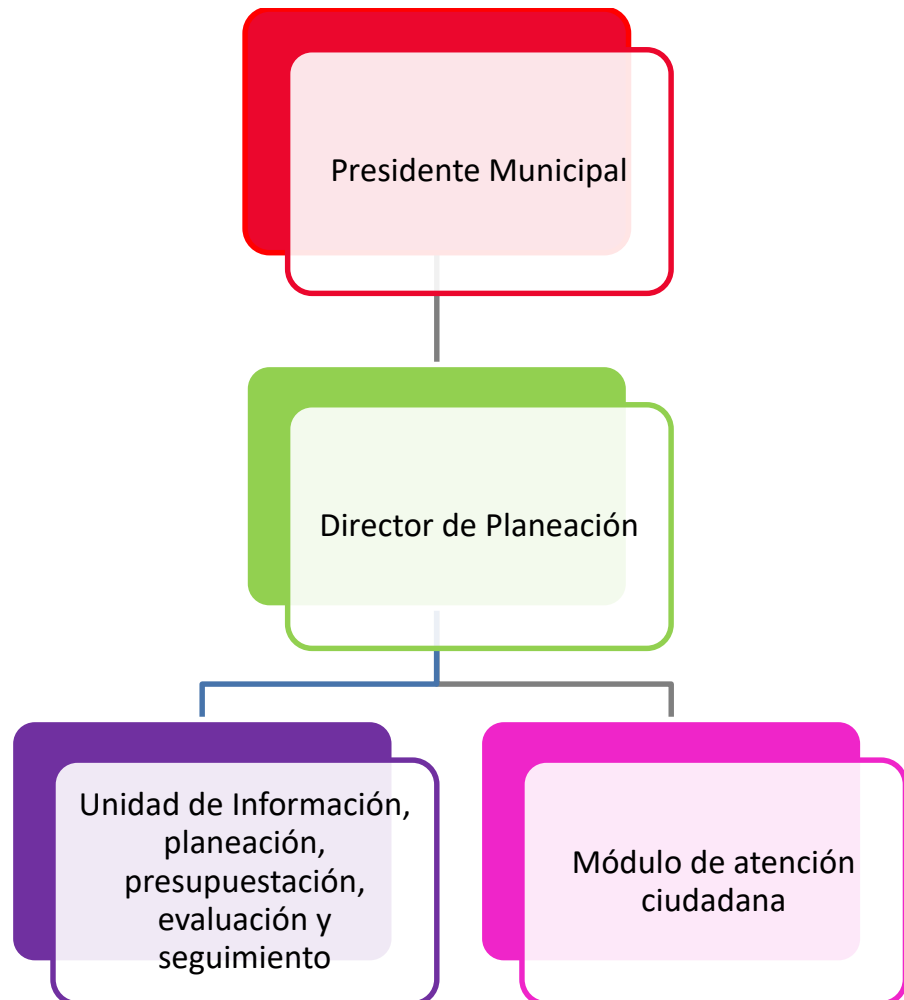 Presidente Municipal
Director de Planeación
Unidad de Información,
planeación,
presupuestación,
evaluación y
seguimiento
Módulo de atención
ciudadana